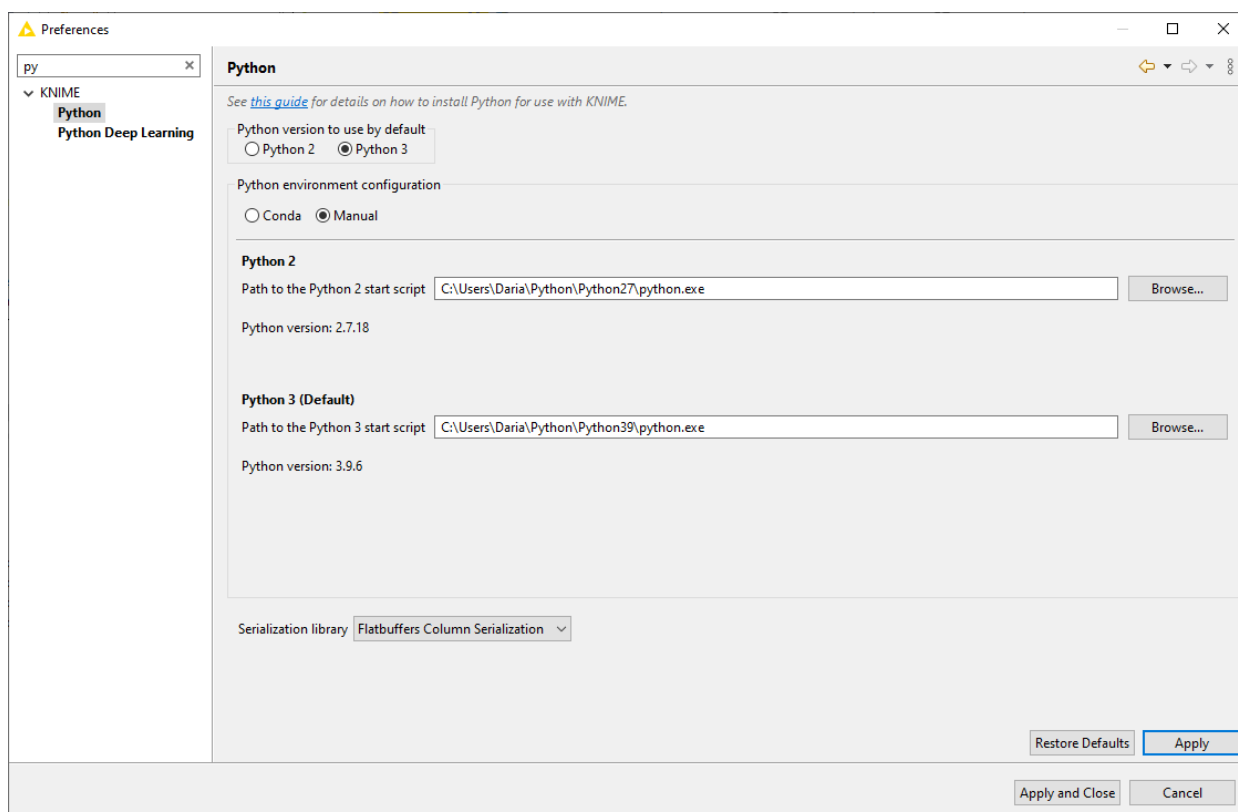 Preferences
py
Python
KNIME
Python
Python Deep Learning
See this guide for details on how to install Python for use with KNIME.
Python version to use by default
Python 2 Python 3
Python environment configuration
Conda Manual
Python 2
Path to the Python 2 start script C:\Users\Daria\Python\Python27\python.exe Browse...
Python version: 2.7.18
Python 3 (Default)
Path to the Python 3 start script C:\Users\Daria\Python\Python39\python.exe Browse...
Python version: 3.9.6
Serialization library Flatbuffers Column Serialization
Restore Defaults Apply
Apply and Close Cancel